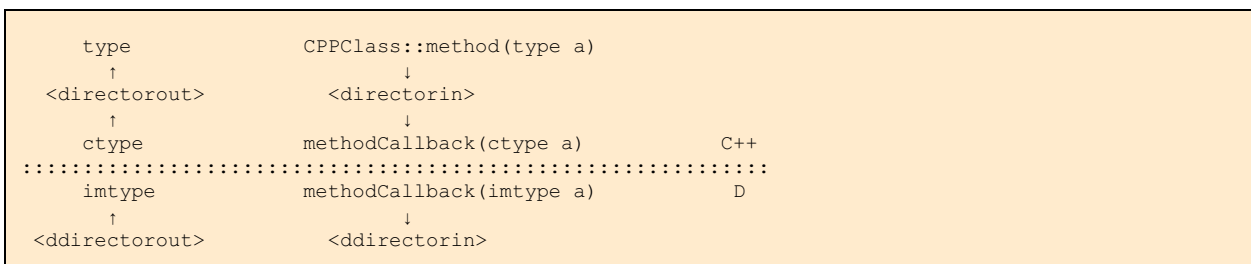 type CPPClass::method(type a)
↑ ↓
<directorout> <directorin>
↑ ↓
ctype methodCallback(ctype a) C++
:::::::::::::::::::::::::::::::::::::::::::::::::::::::::::::
imtype methodCallback(imtype a) D
↑ ↓
<ddirectorout> <ddirectorin>